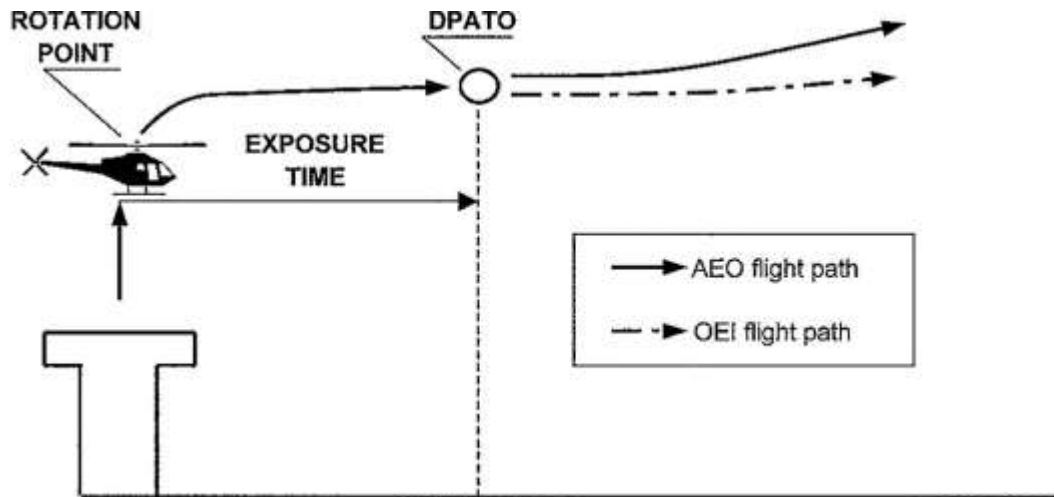 ROTATION
POINT
DPATO
EXPOSURE
TIME
AEO flight path
OEI flight path